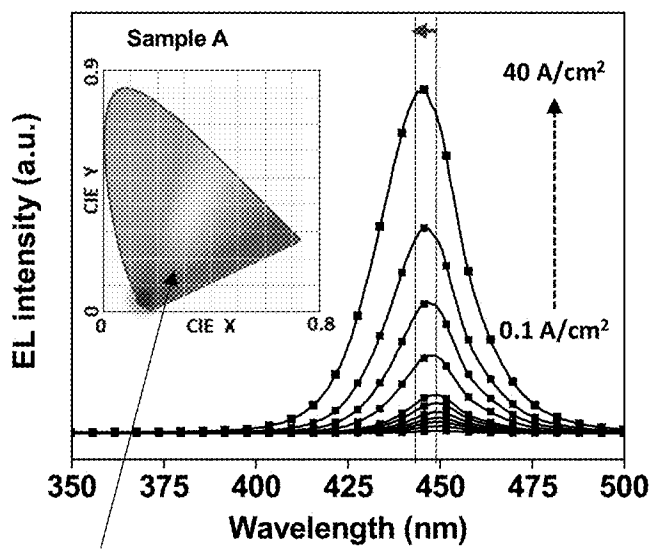 Sample A
0.9
CIE Y
0
0
CIE X
0.8
40 A/cm²
0.1 A/cm²
EL intensity (a.u.)
350 375 400 425 450 475 500
Wavelength (nm)